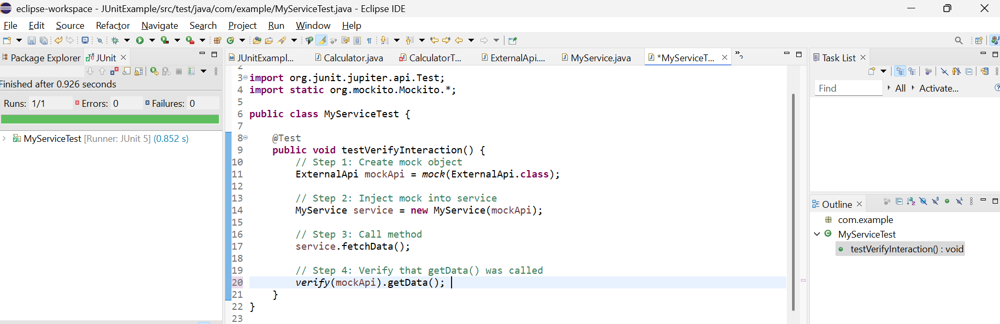 eclipse-workspace - JUnitExample/src/test/java/com/example/MyServiceTest.java - Eclipse IDE
File Edit Source Refactor Navigate Search Project Run Window Help
Package Explorer JUnit
JUnitExampl... Calculator.java CalculatorT... ExternalApi.... MyService.java *MyServiceT... »2
Task List
Finished after 0.926 seconds
Runs: 1/1 Errors: 0 Failures: 0
MyServiceTest [Runner: JUnit 5] (0.852 s)
2
3 import org.junit.jupiter.api.Test;
4 import static org.mockito.Mockito.*;
5
6 public class MyServiceTest {
7
8 @Test
9 public void testVerifyInteraction() {
10 // Step 1: Create mock object
11 ExternalApi mockApi = mock(ExternalApi.class);
12
13 // Step 2: Inject mock into service
14 MyService service = new MyService(mockApi);
15
16 // Step 3: Call method
17 service.fetchData();
18
19 // Step 4: Verify that getData() was called
20 verify(mockApi).getData();
21 }
22 }
23
Find All Activate...
Outline
com.example
MyServiceTest
testVerifyInteraction() : void